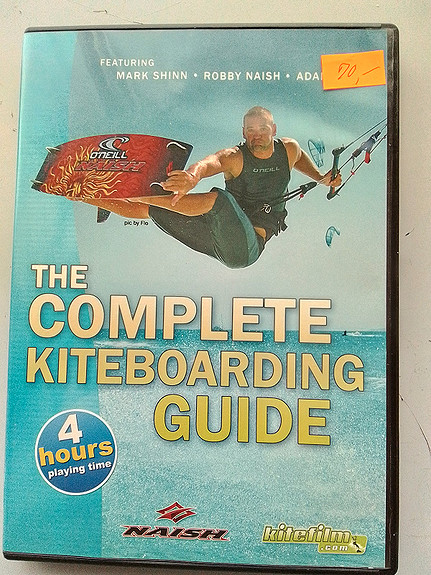 FEATURING
MARK SHINN • ROBBY NAISH •
70,-
O'NEILL
O'NEILL
pic by Flo
THE
COMPLETE
KITEBOARDING
GUIDE
4
hours
playing time
NAISH
kitefilm
.com